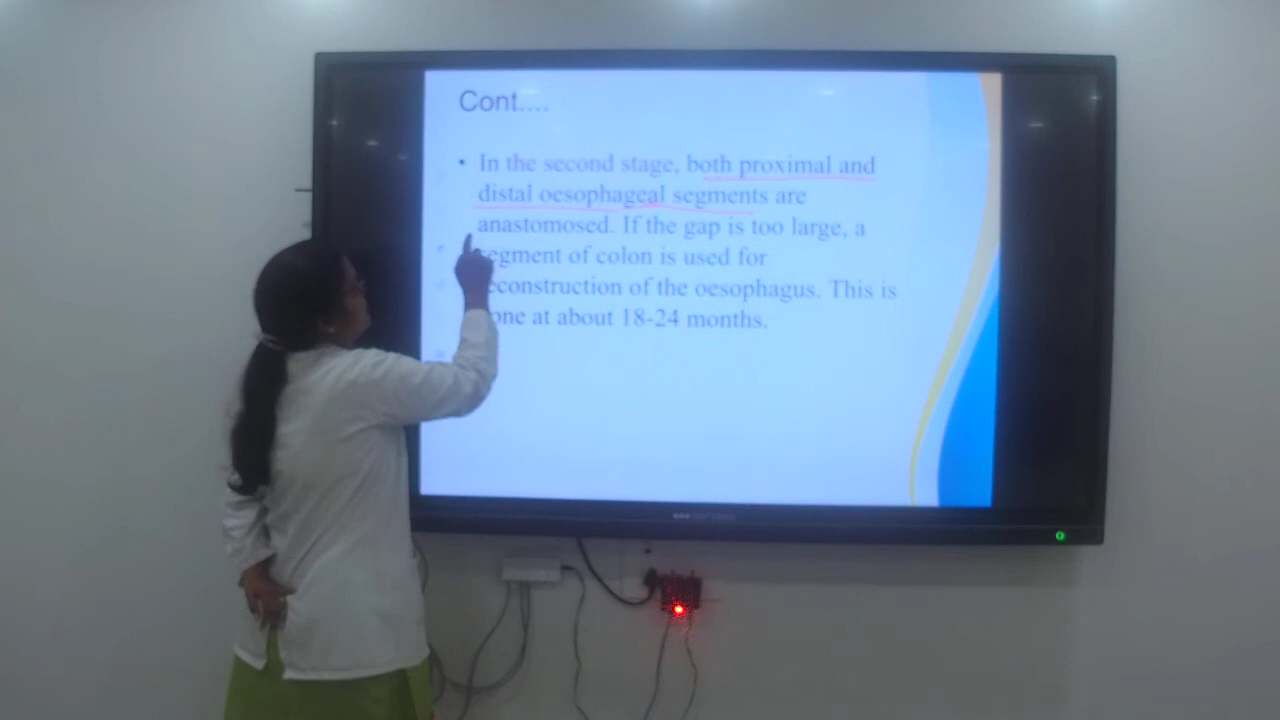 Cont....
• In the second stage, both proximal and
distal oesophageal segments are
anastomosed. If the gap is too large, a
segment of colon is used for
econstruction of the oesophagus. This is
one at about 18-24 months.